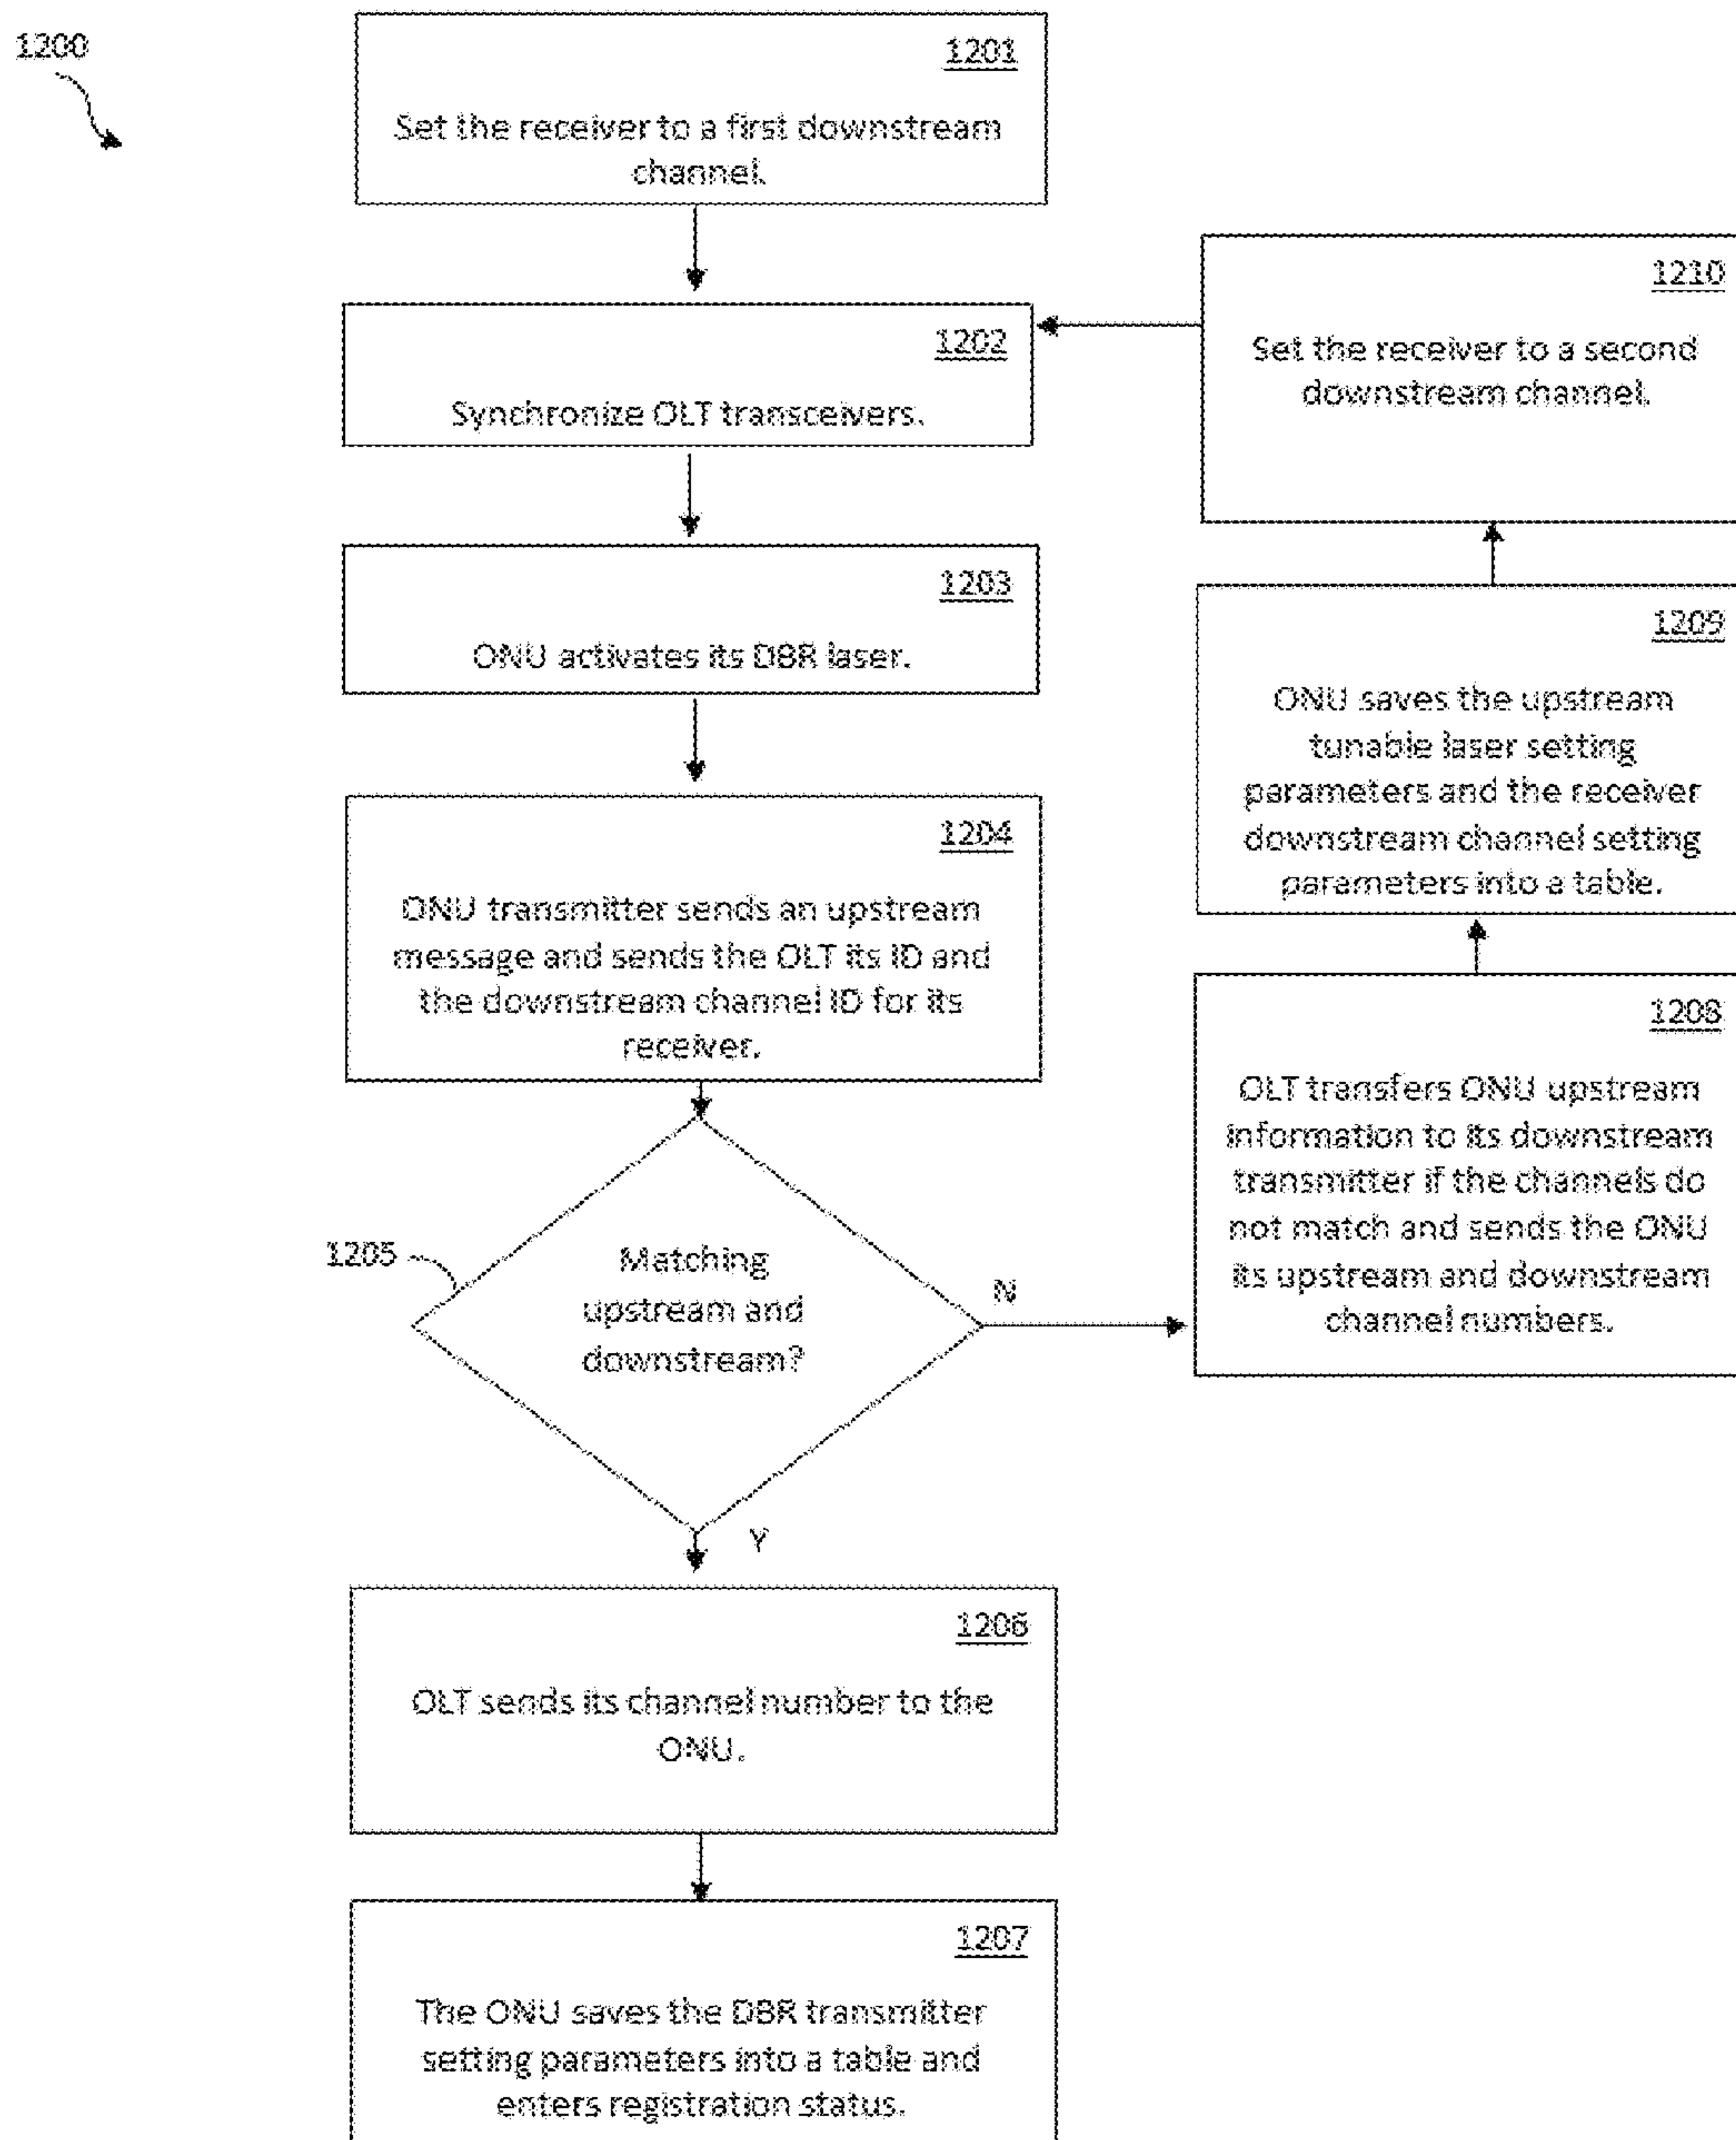 1200
1201
Set the receiver to a first downstream
channel.
1202
Synchronize OLT transceivers.
1203
ONU activates its DBR laser.
1204
ONU transmitter sends an upstream
message and sends the OLT its ID and
the downstream channel ID for its
receiver.
1205
Matching
upstream and
downstream?
N
Y
1206
OLT sends its channel number to the
ONU.
1207
The ONU saves the DBR transmitter
setting parameters into a table and
enters registration status.
1208
OLT transfers ONU upstream
information to its downstream
transmitter if the channels do
not match and sends the ONU
its upstream and downstream
channel numbers.
1209
ONU saves the upstream
tunable laser setting
parameters and the receiver
downstream channel setting
parameters into a table.
1210
Set the receiver to a second
downstream channel.